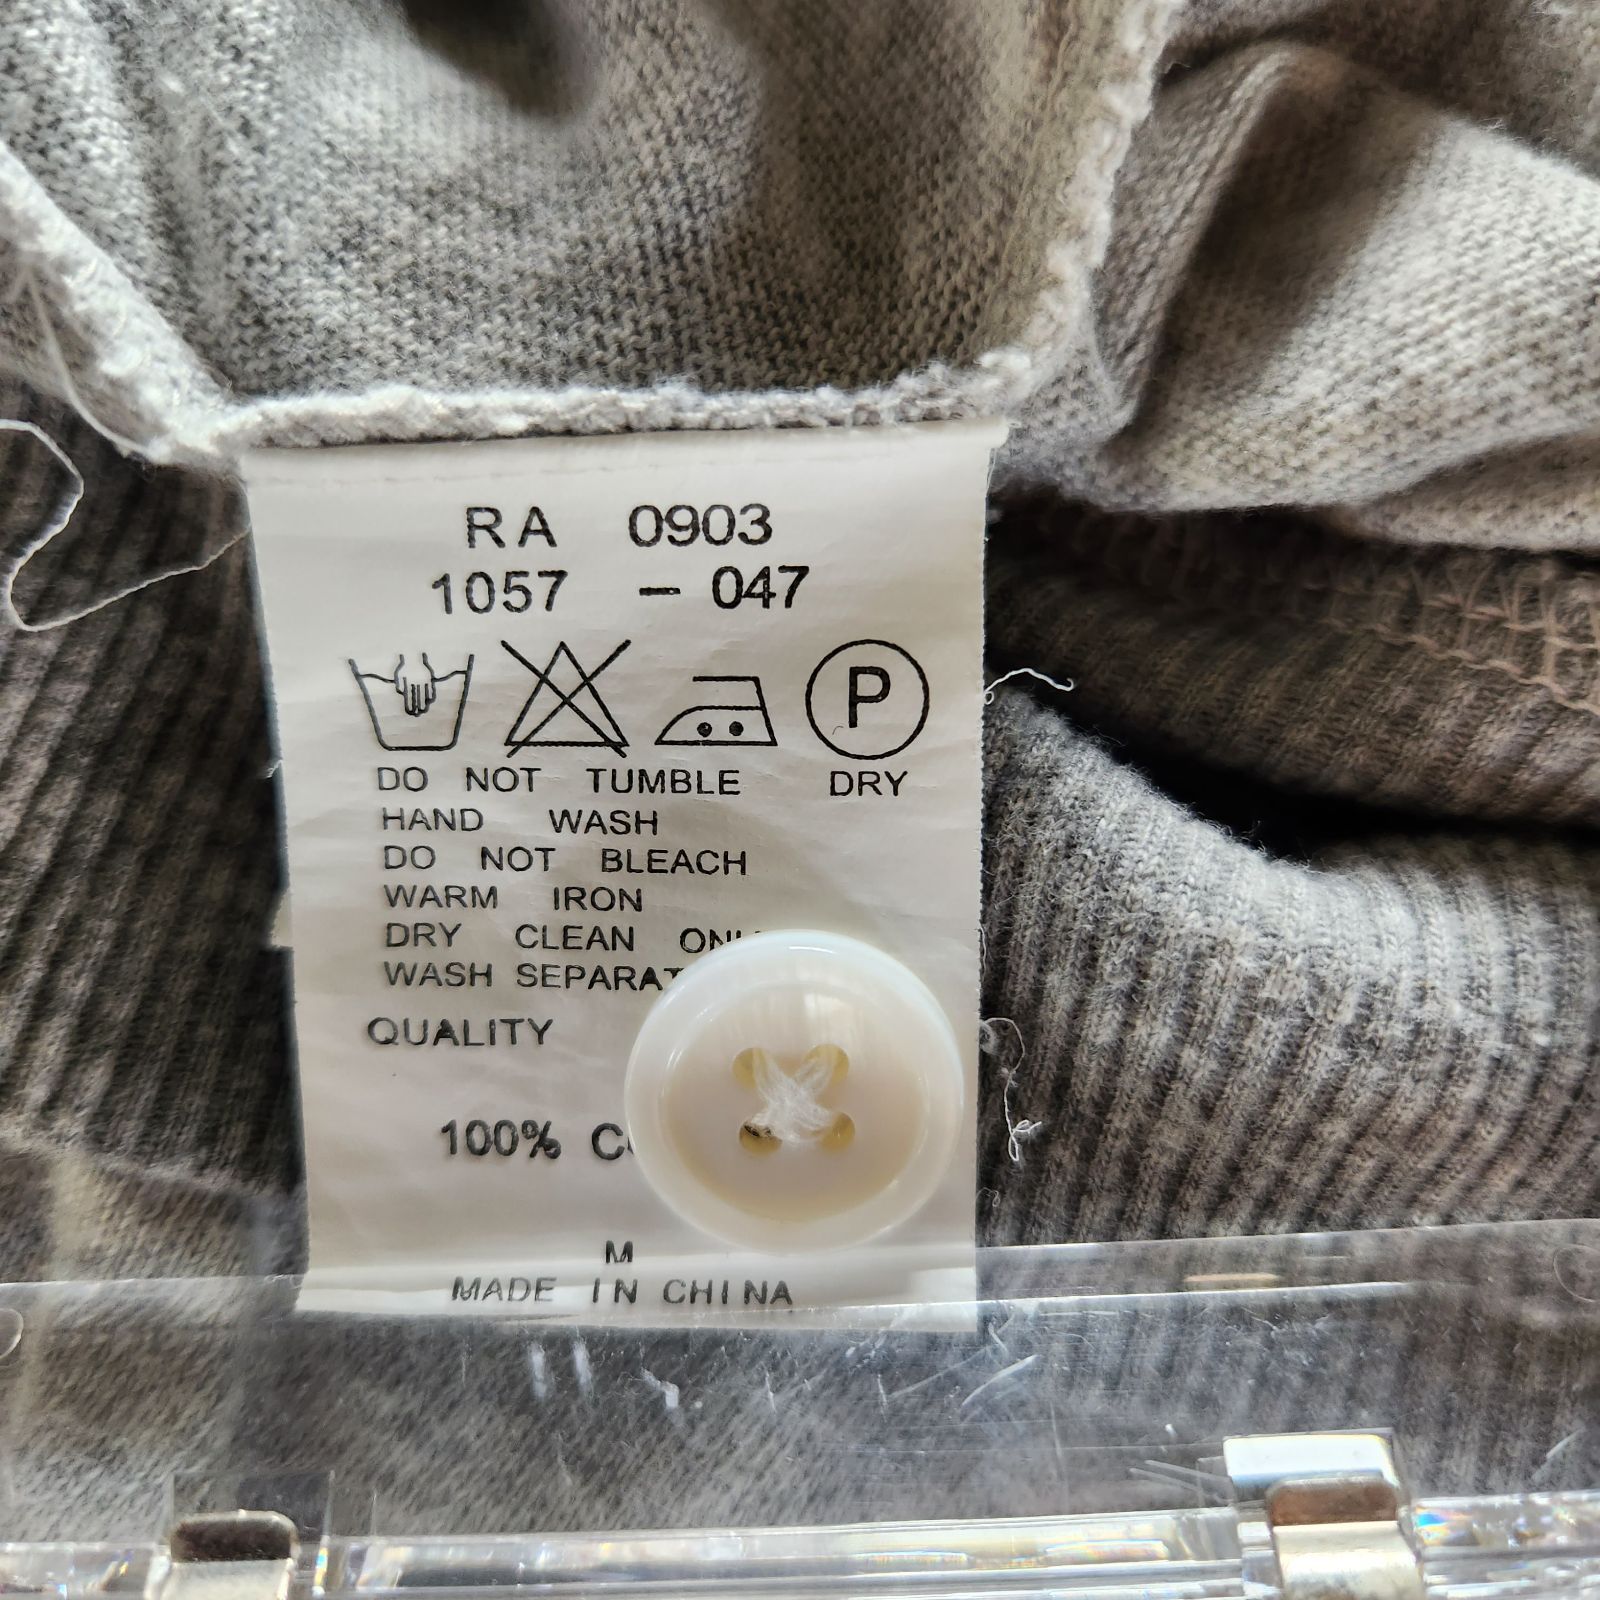 RA 0903
1057 - 047
P
DO NOT TUMBLE DRY
HAND WASH
DO NOT BLEACH
WARM IRON
DRY CLEAN
WASH
QUALITY
100%
M
MADE IN CHINA